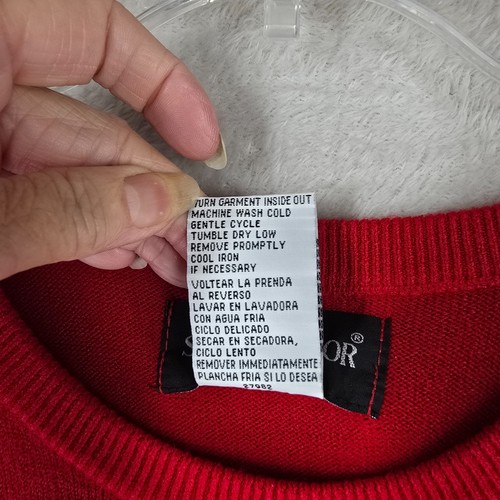 TURN GARMENT INSIDE OUT
MACHINE WASH COLD
GENTLE CYCLE
TUMBLE DRY LOW
REMOVE PROMPTLY
COOL IRON
IF NECESSARY
VOLTEAR LA PRENDA
AL REVERSO
LAVAR EN LAVADORA
CON AGUA FRIA
CICLO DELICADO
SECAR EN SECADORA,
CICLO LENTO
REMOVER IMMEDIATAMENTE
PLANCHA FRIA SI LO DESEA
27982